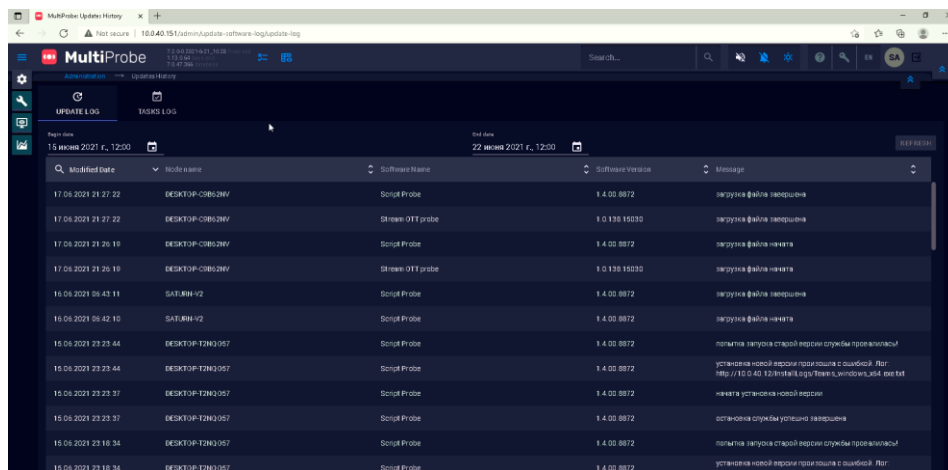 MultiProbe: Updates History
Not secure | 10.0.40.151/admin/update-software-log/update-log
MultiProbe
Search...
EN
SA
Administration → Updates History
UPDATE LOG
TASKS LOG
Begin date
End date
15 июня 2021 г., 12:00
22 июня 2021 г., 12:00
REFRESH
Modified Date Node name Software Name Software Version Message
17.06.2021 21:27:22 DESKTOP-C9B62NV Script Probe 1.4.00.8872 загрузка файла завершена
17.06.2021 21:27:22 DESKTOP-C9B62NV Stream OTT probe 1.0.138.15030 загрузка файла завершена
17.06.2021 21:26:19 DESKTOP-C9B62NV Script Probe 1.4.00.8872 загрузка файла начата
17.06.2021 21:26:19 DESKTOP-C9B62NV Stream OTT probe 1.0.138.15030 загрузка файла начата
16.06.2021 06:43:11 SATURN-V2 Script Probe 1.4.00.8872 загрузка файла завершена
16.06.2021 06:42:10 SATURN-V2 Script Probe 1.4.00.8872 загрузка файла начата
15.06.2021 23:23:44 DESKTOP-T2NQ057 Script Probe 1.4.00.8872 попытка запуска старой версии службы провалилась!
15.06.2021 23:23:44 DESKTOP-T2NQ057 Script Probe 1.4.00.8872 установка новой версии произошла с ошибкой. Лог:
http://10.0.40.12/InstallLogs/Teams_windows_x64.exe.txt
15.06.2021 23:23:37 DESKTOP-T2NQ057 Script Probe 1.4.00.8872 начата установка новой версии
15.06.2021 23:23:37 DESKTOP-T2NQ057 Script Probe 1.4.00.8872 остановка службы успешно завершена
15.06.2021 23:18:34 DESKTOP-T2NQ057 Script Probe 1.4.00.8872 попытка запуска старой версии службы провалилась!
15.06.2021 23:18:34 DESKTOP-T2NQ057 Script Probe 1.4.00.8872 установка новой версии произошла с ошибкой. Лог: